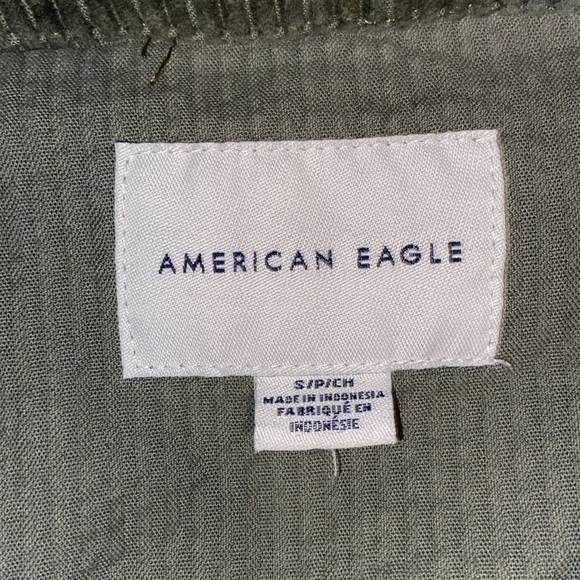 AMERICAN EAGLE
S/P/CH
MADE IN INDONESIA
FABRIQUÉ EN
INDONÉSIE